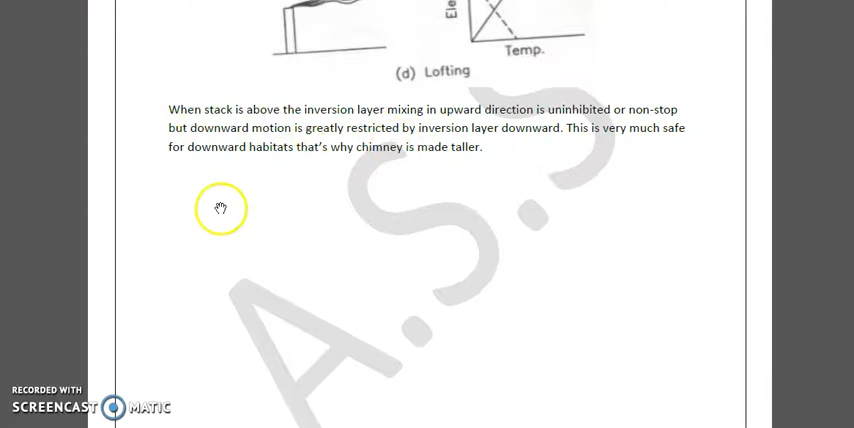 Ele
Temp.
(d) Lofting
When stack is above the inversion layer mixing in upward direction is uninhibited or non-stop
but downward motion is greatly restricted by inversion layer downward. This is very much safe
for downward habitats that's why chimney is made taller.
A.S.S
RECORDED WITH
SCREENCAST MATIC